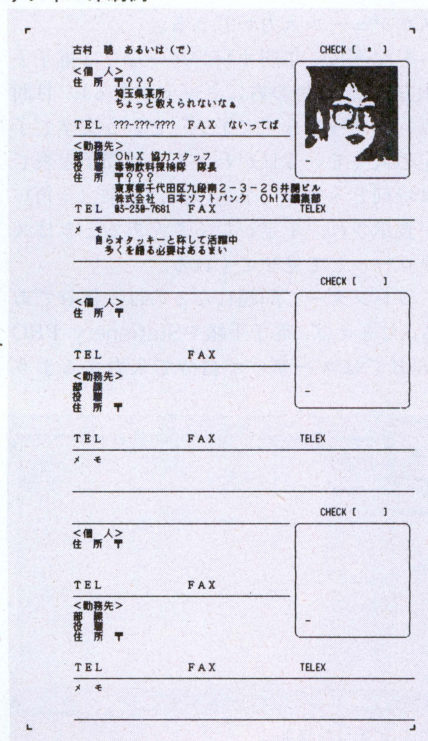 古村 聡 あるいは(で)
CHECK [ * ]
<個 人>
住 所 〒???
埼玉県某所
ちょっと教えられないなぁ
TEL ???-???-???? FAX ないってば
<勤務先>
部 課 Oh!X 協力スタッフ
役 職 毒物飲料探検隊 隊長
住 所 〒???
東京都千代田区九段南2-3-26井関ビル
株式会社 日本ソフトバンク Oh!X編集部
TEL 03-230-7681 FAX TELEX
メ モ
自らオタッキーと称して活躍中
多くを語る必要はあるまい
CHECK [ ]
<個 人>
住 所 〒
TEL FAX
<勤務先>
部 課
役 職
住 所 〒
TEL FAX TELEX
メ モ
CHECK [ ]
<個 人>
住 所 〒
TEL FAX
<勤務先>
部 課
役 職
住 所 〒
TEL FAX TELEX
メ モ